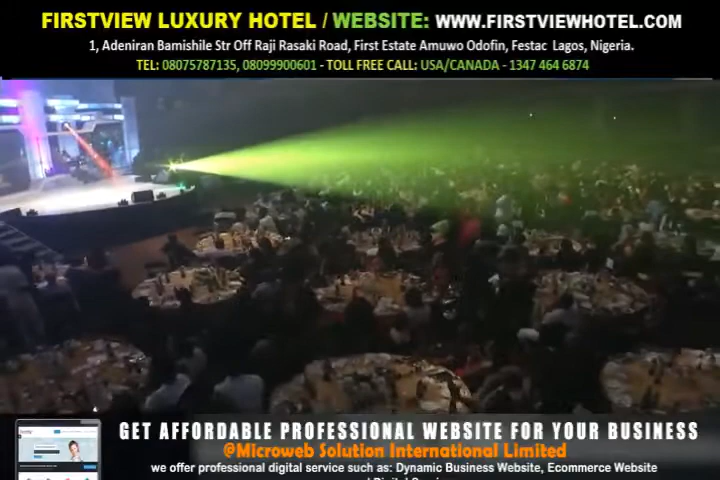 FIRSTVIEW LUXURY HOTEL / WEBSITE: WWW.FIRSTVIEWHOTEL.COM
1, Adeniran Bamishile Str Off Raji Rasaki Road, First Estate Amuwo Odofin, Festac Lagos, Nigeria.
TEL: 08075787135, 08099900601 - TOLL FREE CALL: USA/CANADA - 1347 464 6874
GET AFFORDABLE PROFESSIONAL WEBSITE FOR YOUR BUSINESS
@Microweb Solution International Limited
we offer professional digital service such as: Dynamic Business Website, Ecommerce Website